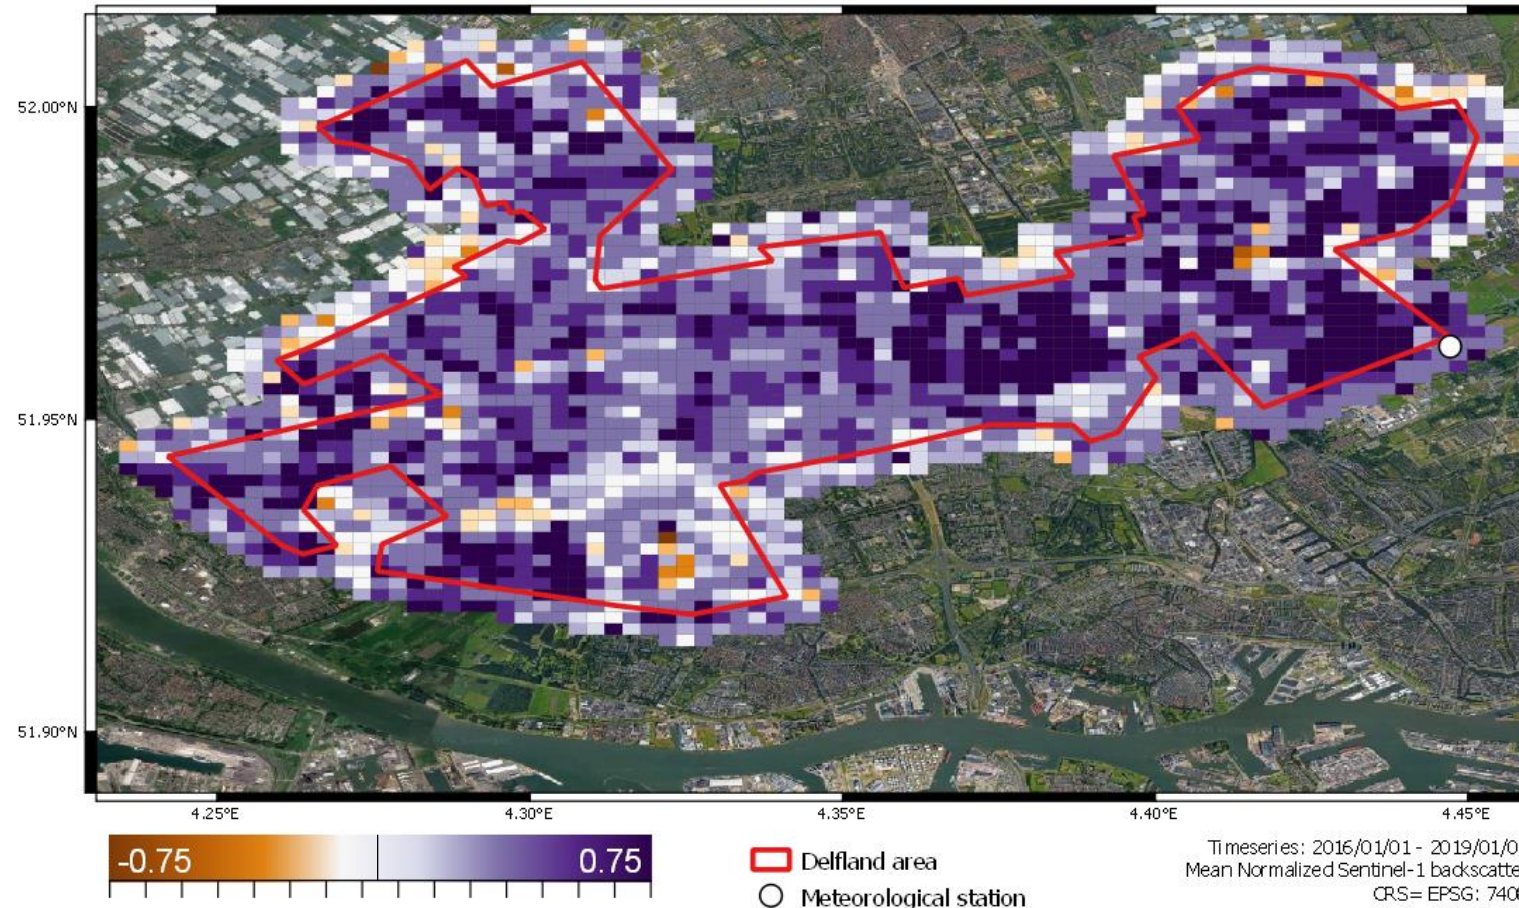 52.00°N
51.95°N
51.90°N
4.25°E
4.30°E
4.35°E
4.40°E
4.45°E
-0.75
0.75
Delfland area
Meteorological station
Timeseries: 2016/01/01 - 2019/01/0
Mean Normalized Sentinel-1 backscatte
CRS= EPSG: 740